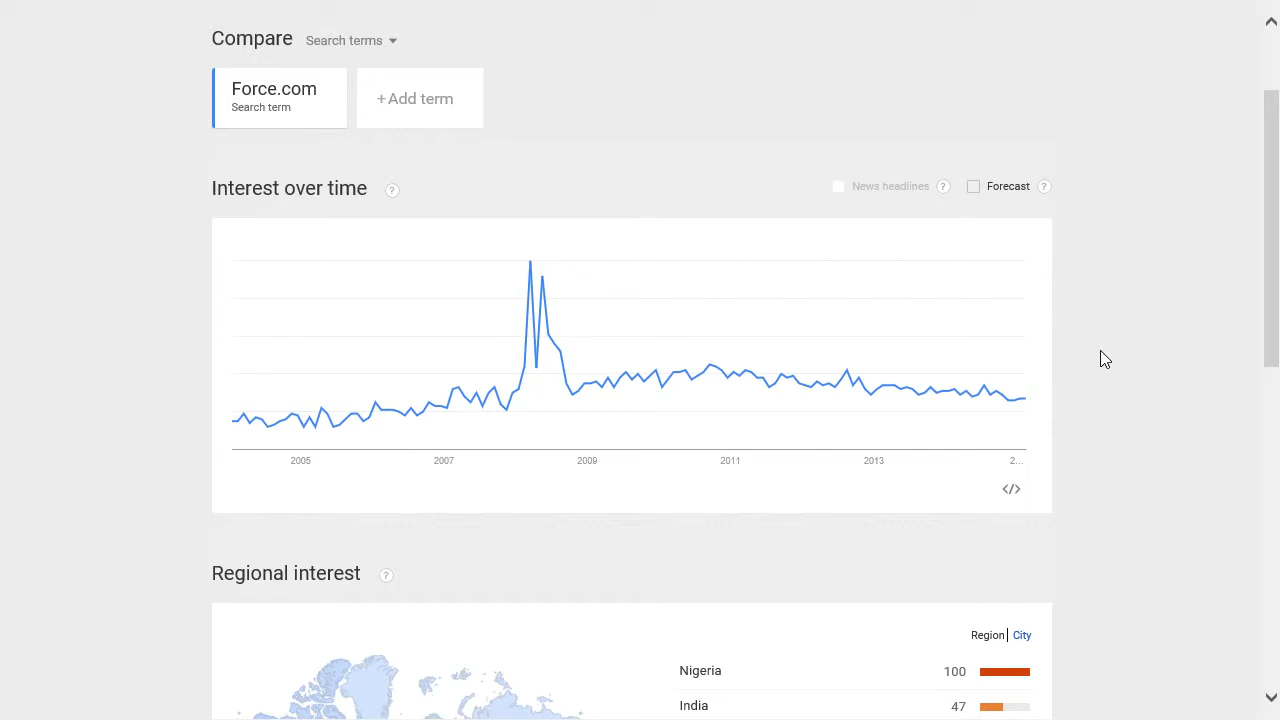 Compare Search terms
Force.com
Search term
+Add term
Interest over time ?
News headlines ? Forecast ?
2005 2007 2009 2011 2013 2...
</>
Regional interest ?
Region City
Nigeria 100
India 47